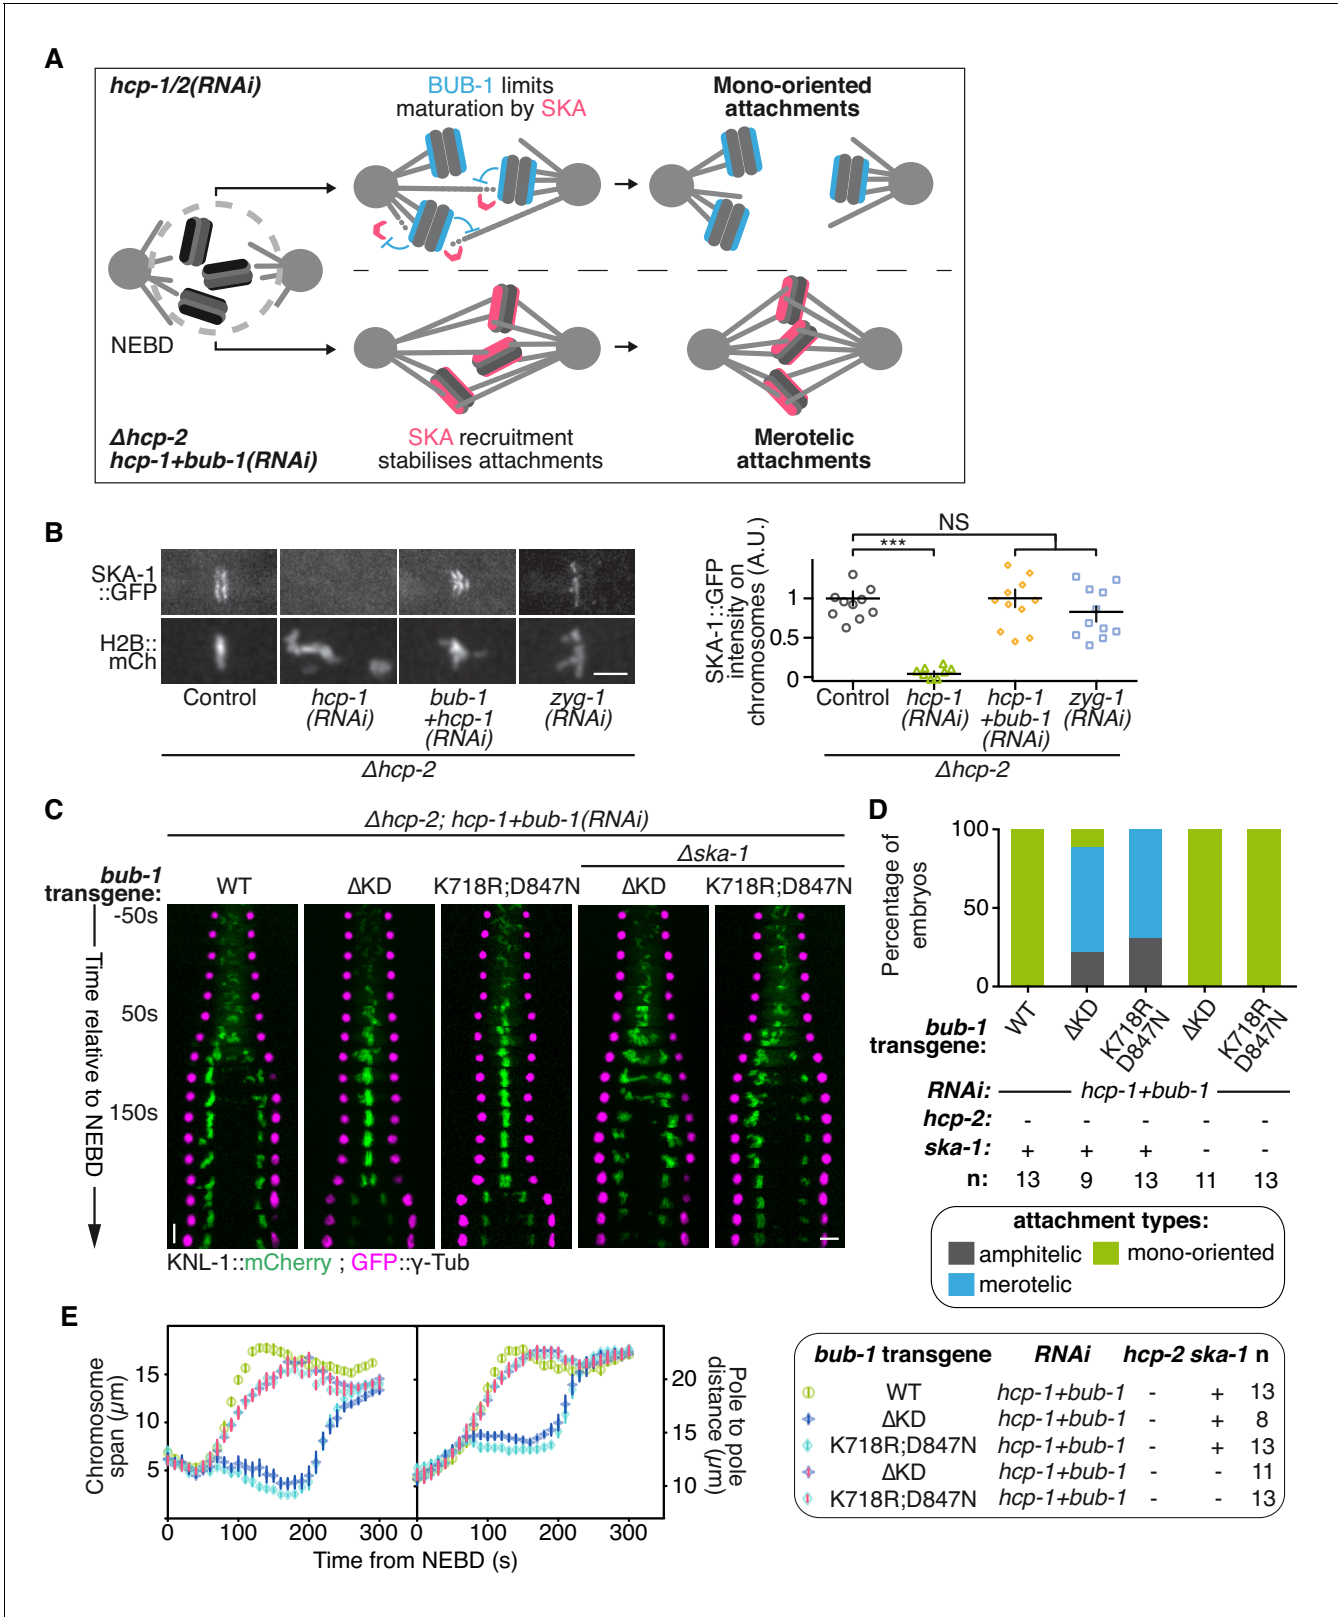 A
hcp-1/2(RNAi)
BUB-1 limits
maturation by SKA
Mono-oriented
attachments
NEBD
Δhcp-2
hcp-1+bub-1(RNAi)
SKA recruitment
stabilises attachments
Merotelic
attachments
B
SKA-1
::GFP
H2B::
mCh
Control
hcp-1
(RNAi)
bub-1
+hcp-1
(RNAi)
zyg-1
(RNAi)
Δhcp-2
SKA-1::GFP
intensity on
chromosomes (A.U.)
NS
***
1
0.5
0
Control
hcp-1
(RNAi)
hcp-1
+bub-1
(RNAi)
zyg-1
(RNAi)
Δhcp-2
C
Δhcp-2; hcp-1+bub-1(RNAi)
Δska-1
bub-1
transgene:
WT
ΔKD
K718R;D847N
ΔKD
K718R;D847N
-50s
50s
150s
Time relative to NEBD
KNL-1::mCherry ; GFP::γ-Tub
D
Percentage of
embryos
100
50
0
bub-1
transgene:
WT
ΔKD
K718R
D847N
ΔKD
K718R
D847N
RNAi: hcp-1+bub-1
hcp-2: - - - - -
ska-1: + + + - -
n: 13 9 13 11 13
attachment types:
amphitelic
mono-oriented
merotelic
E
Chromosome
span (μm)
15
10
5
0 100 200 300
0 100 200 300
Time from NEBD (s)
20
15
10
Pole to pole
distance (μm)
bub-1 transgene RNAi hcp-2 ska-1 n
WT hcp-1+bub-1 - + 13
ΔKD hcp-1+bub-1 - + 8
K718R;D847N hcp-1+bub-1 - + 13
ΔKD hcp-1+bub-1 - - 11
K718R;D847N hcp-1+bub-1 - - 13